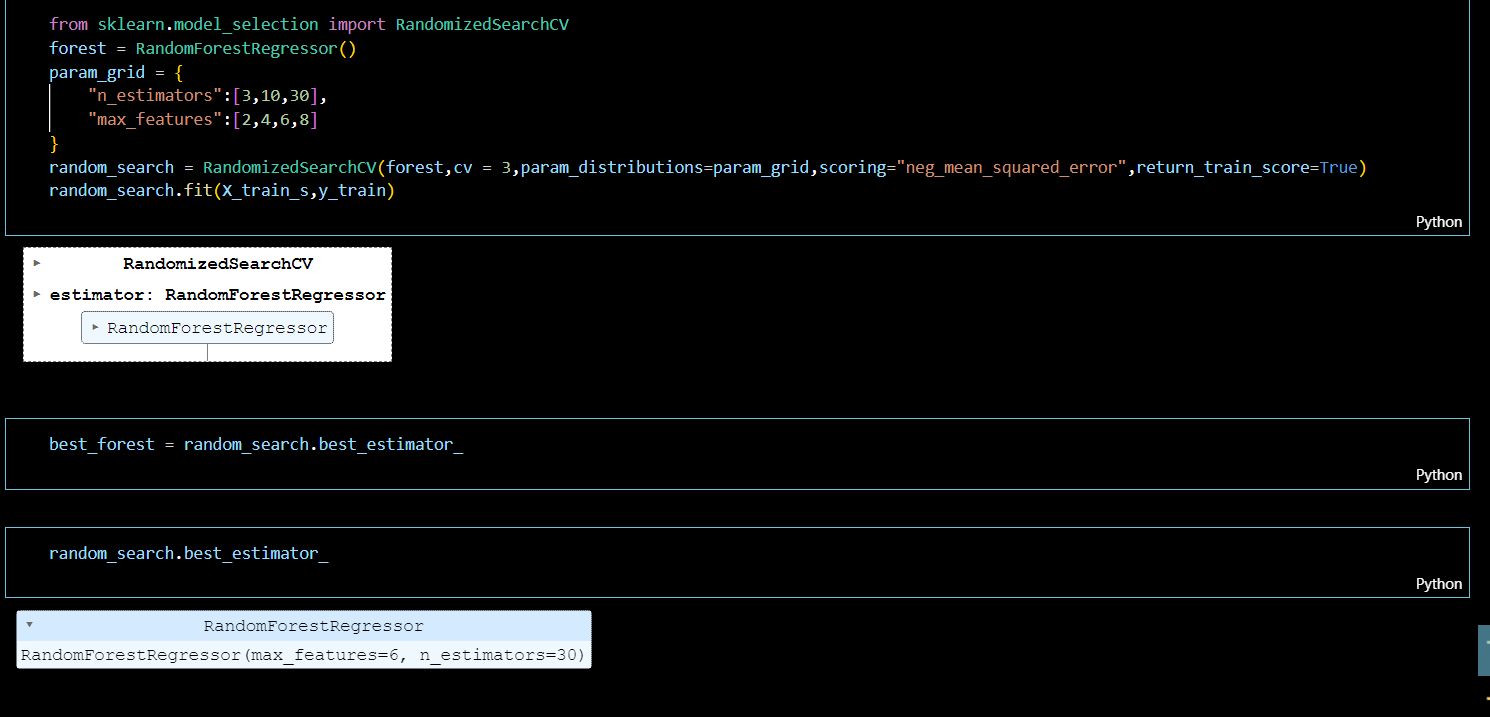 from sklearn.model_selection import RandomizedSearchCV
forest = RandomForestRegressor()
param_grid = {
    "n_estimators":[3,10,30],
    "max_features":[2,4,6,8]
}
random_search = RandomizedSearchCV(forest,cv = 3,param_distributions=param_grid,scoring="neg_mean_squared_error",return_train_score=True)
random_search.fit(X_train_s,y_train)
Python
RandomizedSearchCV
estimator: RandomForestRegressor
RandomForestRegressor
best_forest = random_search.best_estimator_
Python
random_search.best_estimator_
Python
RandomForestRegressor
RandomForestRegressor(max_features=6, n_estimators=30)